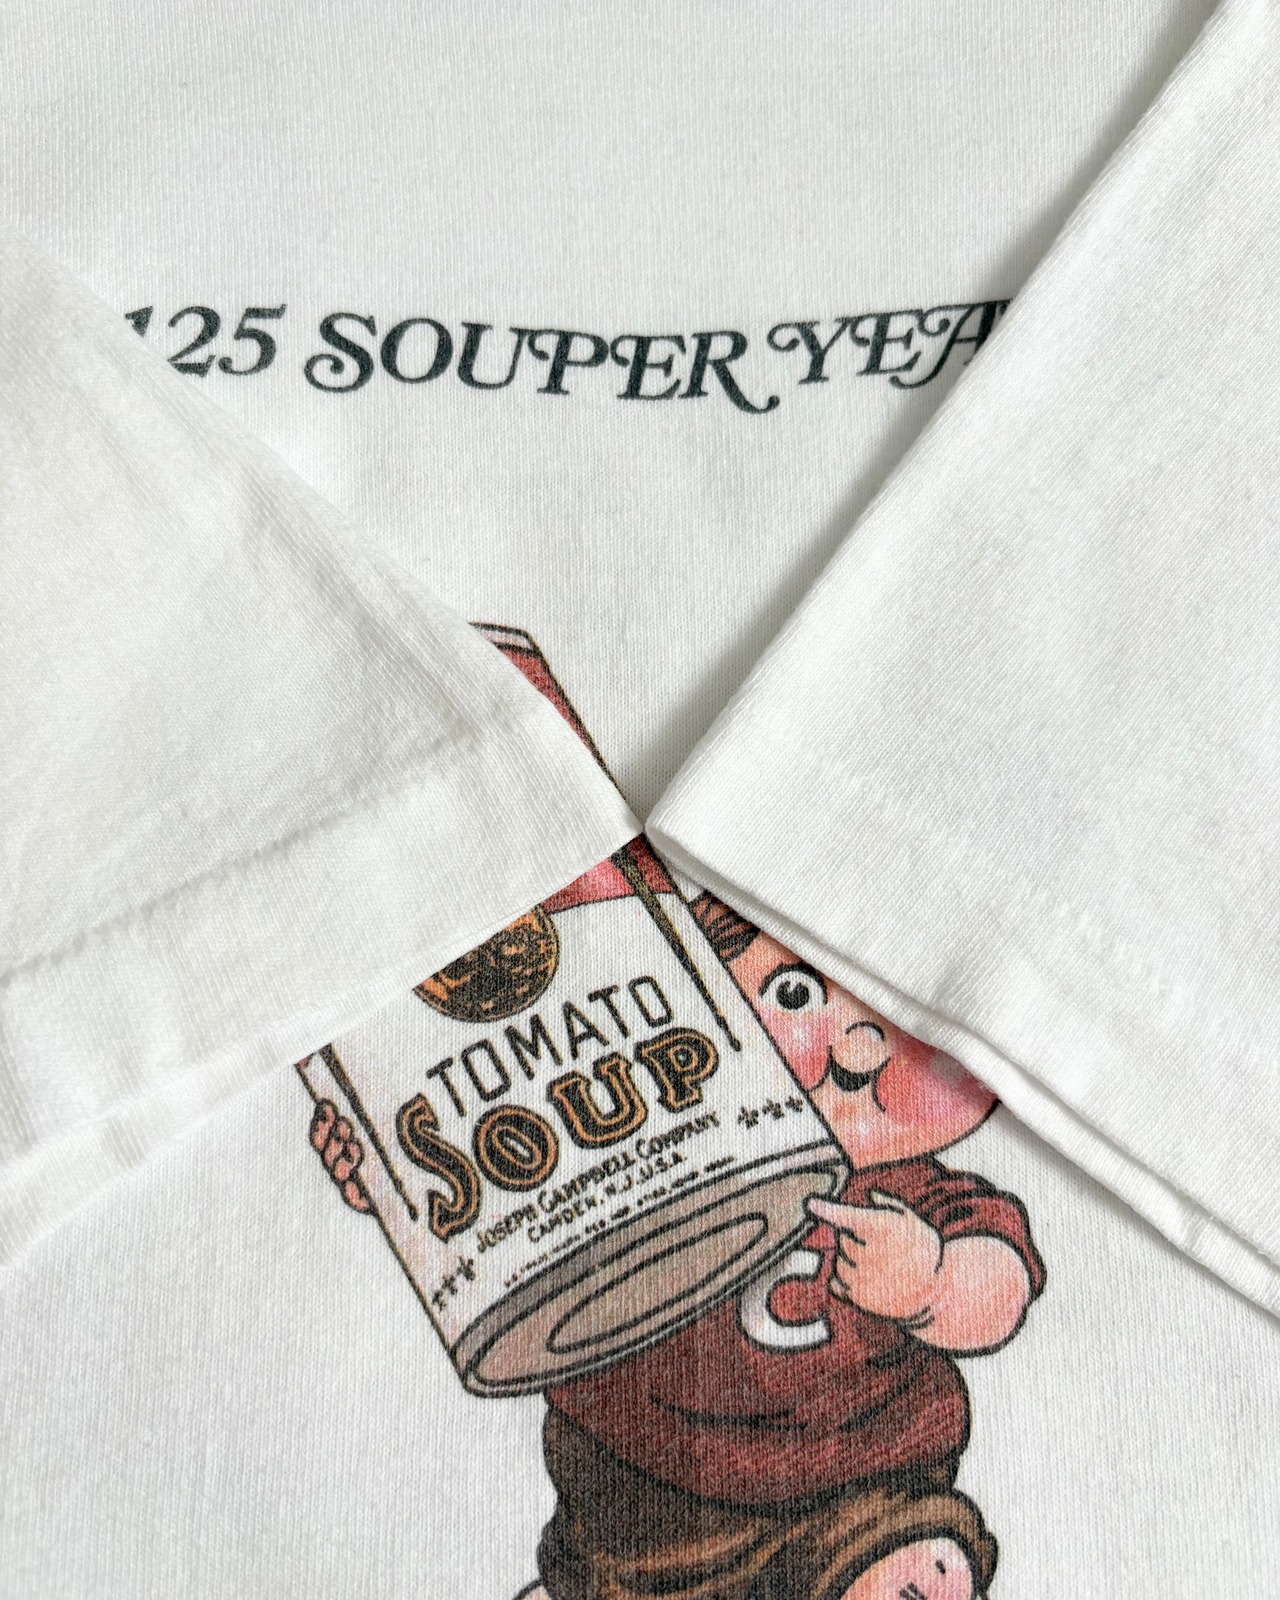 125 SOUPER YEA
TOMATO
SOUP
JOSEPH CAMPBELL COMPANY
CAMDEN, N.J., U.S.A
C